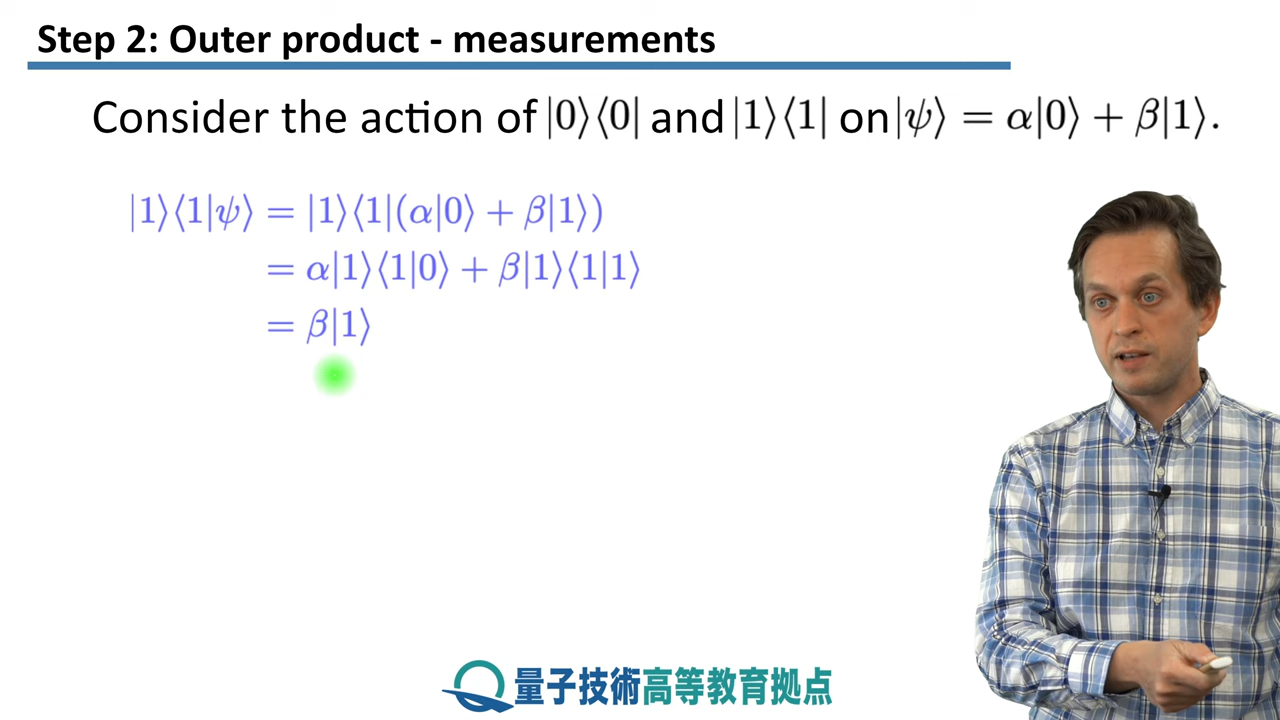 Step 2: Outer product - measurements
Consider the action of |0⟩⟨0| and |1⟩⟨1| on |ψ⟩ = α|0⟩ + β|1⟩.
|1⟩⟨1|ψ⟩ = |1⟩⟨1|(α|0⟩ + β|1⟩)
= α|1⟩⟨1|0⟩ + β|1⟩⟨1|1⟩
= β|1⟩
量子技術高等教育拠点